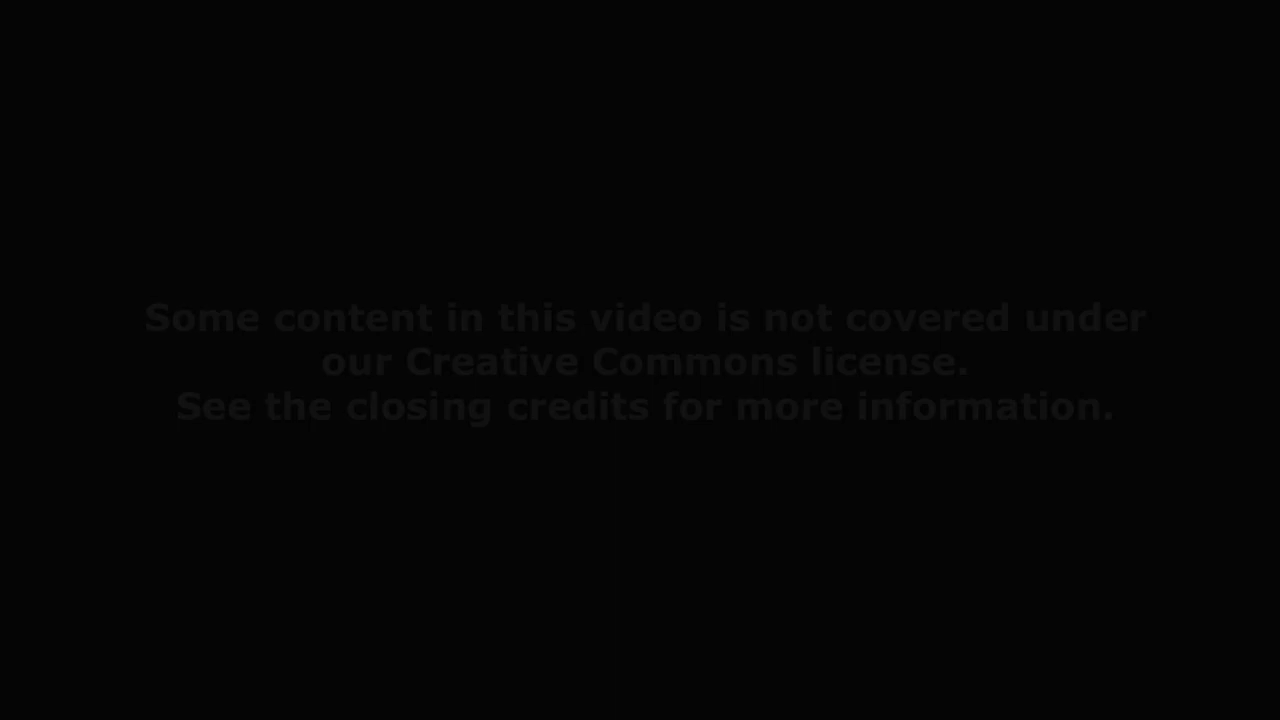 Some content in this video is not covered under
our Creative Commons license.
See the closing credits for more information.